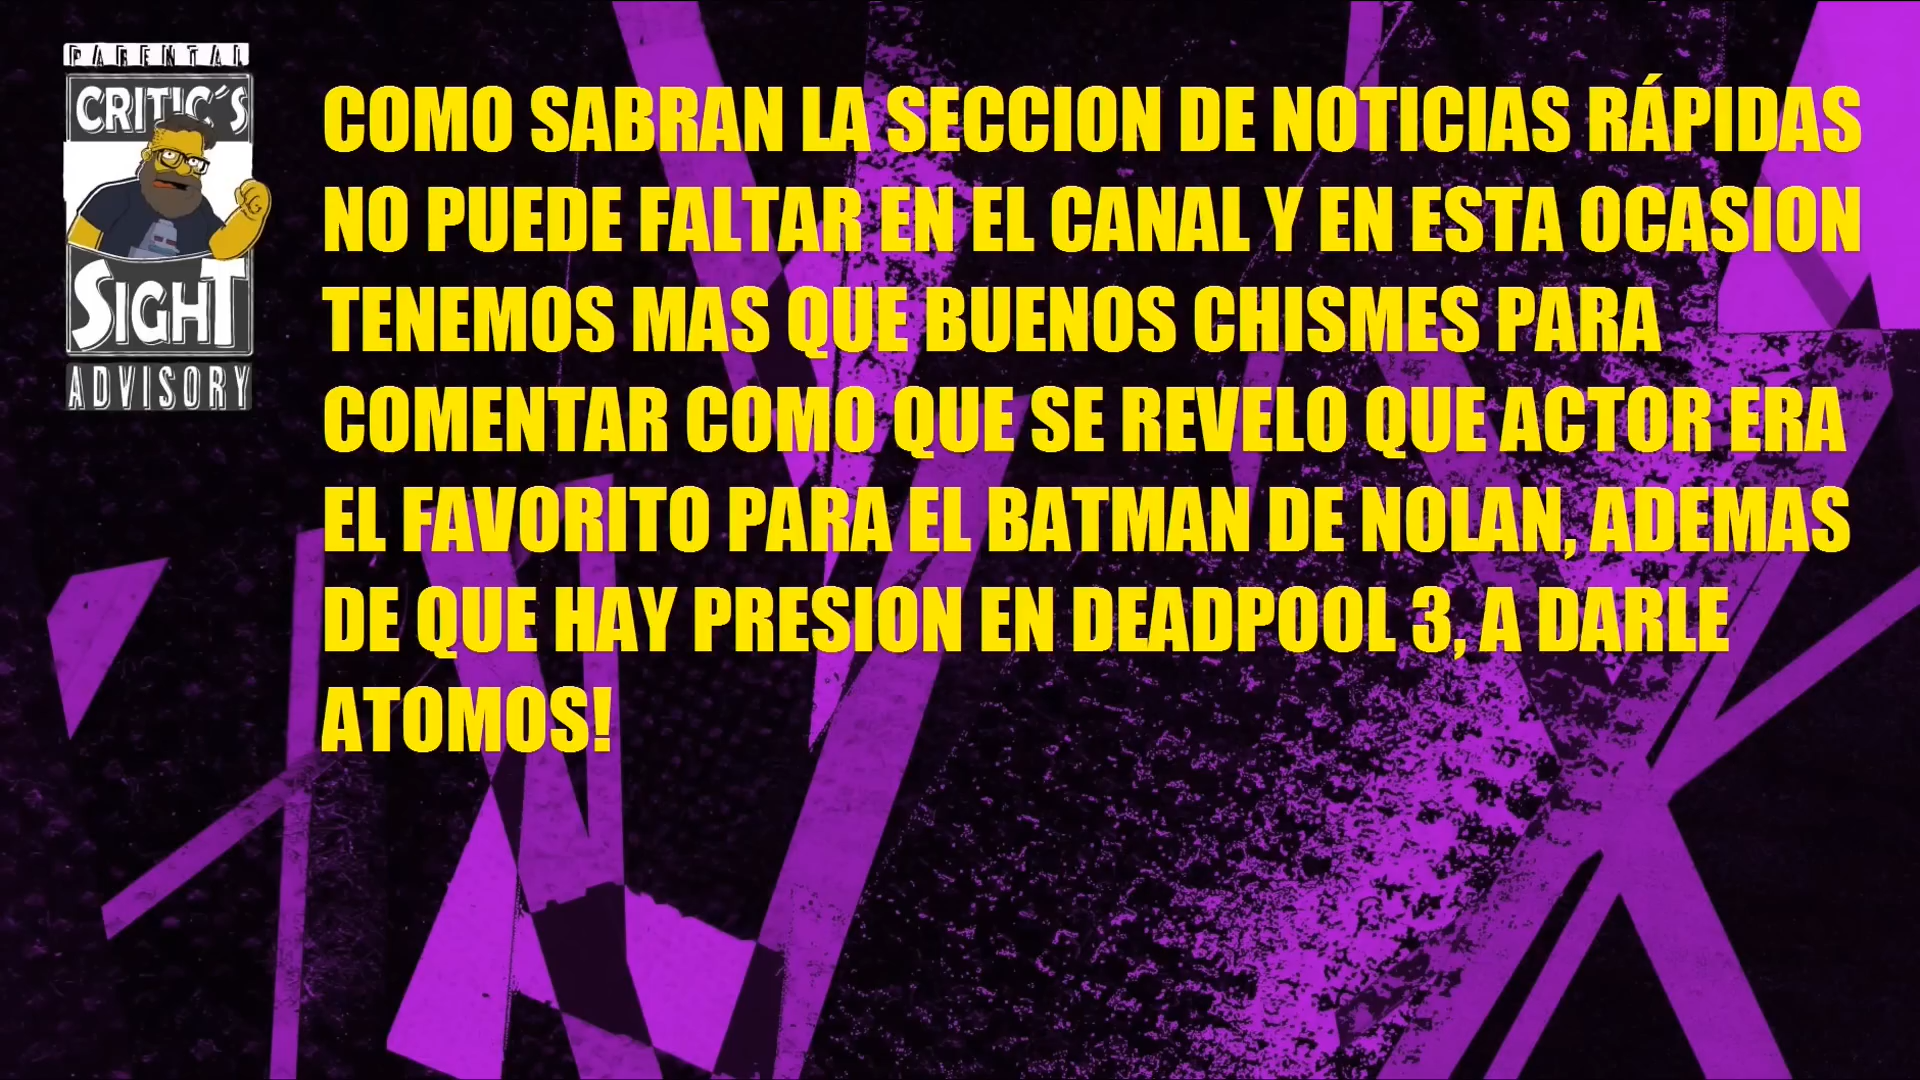 PARENTAL
CRITIC´S
SIGHT
ADVISORY
COMO SABRAN LA SECCION DE NOTICIAS RÁPIDAS
NO PUEDE FALTAR EN EL CANAL Y EN ESTA OCASION
TENEMOS MAS QUE BUENOS CHISMES PARA
COMENTAR COMO QUE SE REVELO QUE ACTOR ERA
EL FAVORITO PARA EL BATMAN DE NOLAN, ADEMAS
DE QUE HAY PRESION EN DEADPOOL 3, A DARLE
ATOMOS!